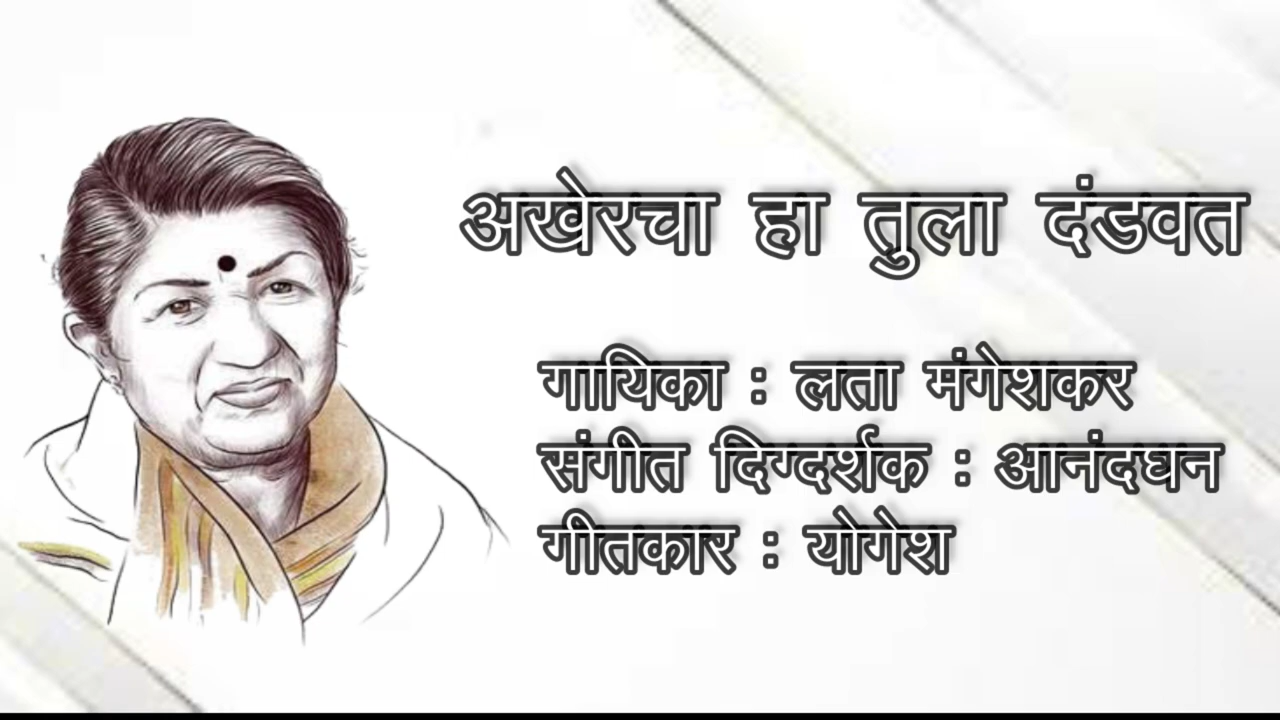 अखेरचा हा तुला दंडवत
गायिका : लता मंगेशकर
संगीत दिग्दर्शक : आनंदघन
गीतकार : योगेश